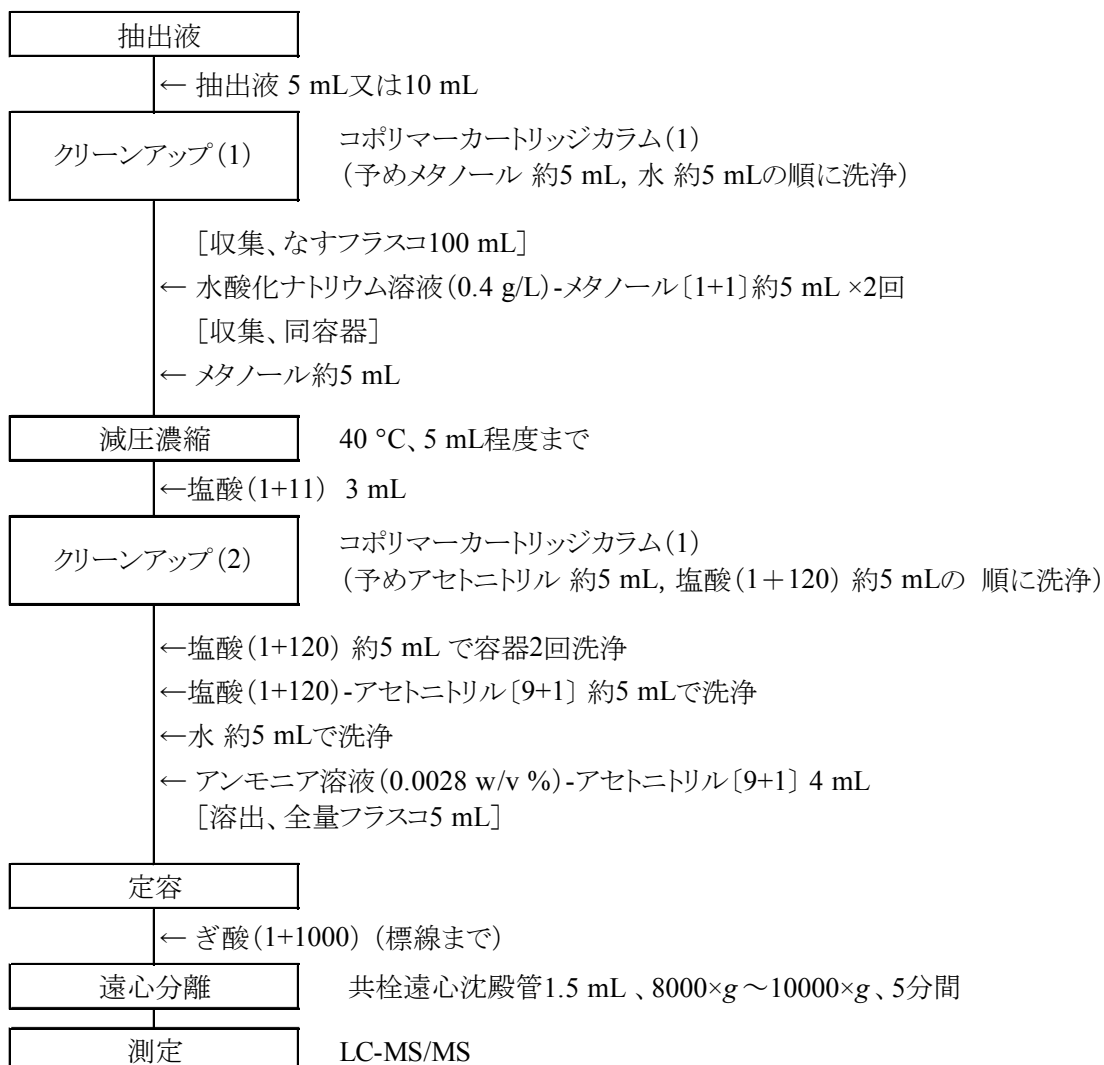 抽出液
← 抽出液 5 mL又は10 mL
クリーンアップ(1)
コポリマーカートリッジカラム(1)
(予めメタノール 約5 mL, 水 約5 mLの順に洗浄)
[収集、なすフラスコ100 mL]
← 水酸化ナトリウム溶液(0.4 g/L)-メタノール〔1+1〕約5 mL ×2回
[収集、同容器]
← メタノール約5 mL
減圧濃縮
40 °C、5 mL程度まで
←塩酸(1+11) 3 mL
クリーンアップ(2)
コポリマーカートリッジカラム(1)
(予めアセトニトリル 約5 mL, 塩酸(1+120) 約5 mLの 順に洗浄)
←塩酸(1+120) 約5 mL で容器2回洗浄
←塩酸(1+120)-アセトニトリル〔9+1〕 約5 mLで洗浄
←水 約5 mLで洗浄
← アンモニア溶液(0.0028 w/v %)-アセトニトリル〔9+1〕 4 mL
[溶出、全量フラスコ5 mL]
定容
← ぎ酸(1+1000) (標線まで)
遠心分離
共栓遠心沈殿管1.5 mL 、8000×g～10000×g 、5分間
測定
LC-MS/MS